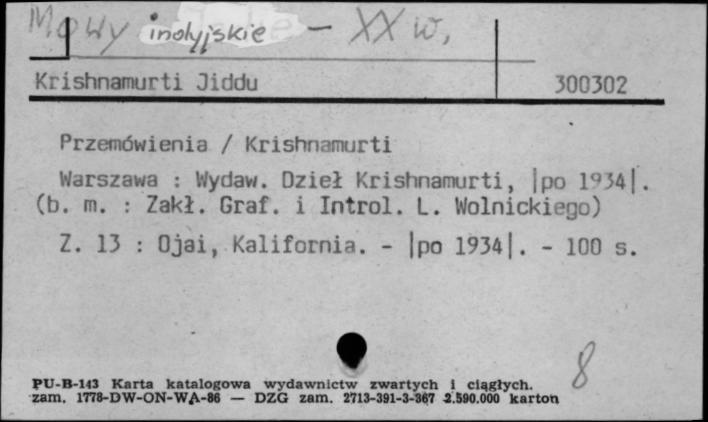 Mowy indyjskie – XX w.
Krishnamurti Jiddu 300302
Przemówienia / Krishnamurti
Warszawa : Wydaw. Dzieł Krishnamurti, |po 1934|.
(b. m. : Zakł. Graf. i Introl. L. Wolnickiego)
Z. 13 : Ojai, Kalifornia. - |po 1934|. - 100 s.
8
PU-B-143 Karta katalogowa wydawnictw zwartych i ciągłych.
zam. 1778-DW-ON-WA-86 — DZG zam. 2713-391-3-367 2.590.000 karton